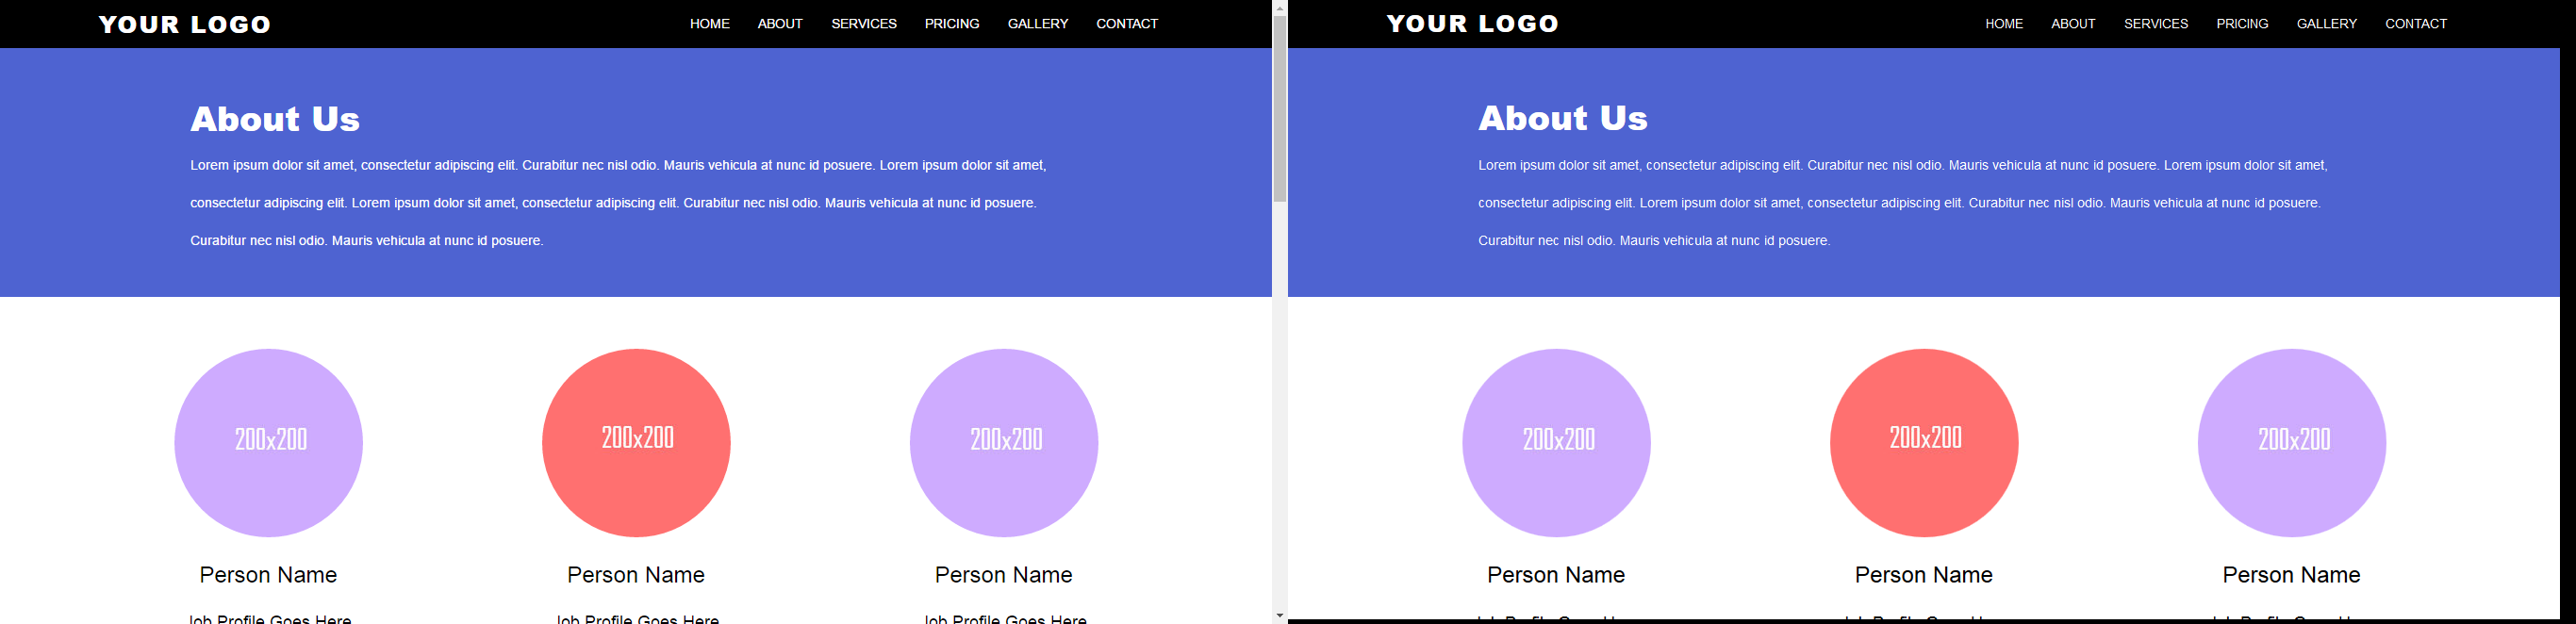 YOUR LOGO HOME ABOUT SERVICES PRICING GALLERY CONTACT
About Us
Lorem ipsum dolor sit amet, consectetur adipiscing elit. Curabitur nec nisl odio. Mauris vehicula at nunc id posuere. Lorem ipsum dolor sit amet,
consectetur adipiscing elit. Lorem ipsum dolor sit amet, consectetur adipiscing elit. Curabitur nec nisl odio. Mauris vehicula at nunc id posuere.
Curabitur nec nisl odio. Mauris vehicula at nunc id posuere.
200x200 200x200 200x200
Person Name Person Name Person Name
Job Profile Goes Here Job Profile Goes Here Job Profile Goes Here
YOUR LOGO HOME ABOUT SERVICES PRICING GALLERY CONTACT
About Us
Lorem ipsum dolor sit amet, consectetur adipiscing elit. Curabitur nec nisl odio. Mauris vehicula at nunc id posuere. Lorem ipsum dolor sit amet,
consectetur adipiscing elit. Lorem ipsum dolor sit amet, consectetur adipiscing elit. Curabitur nec nisl odio. Mauris vehicula at nunc id posuere.
Curabitur nec nisl odio. Mauris vehicula at nunc id posuere.
200x200 200x200 200x200
Person Name Person Name Person Name